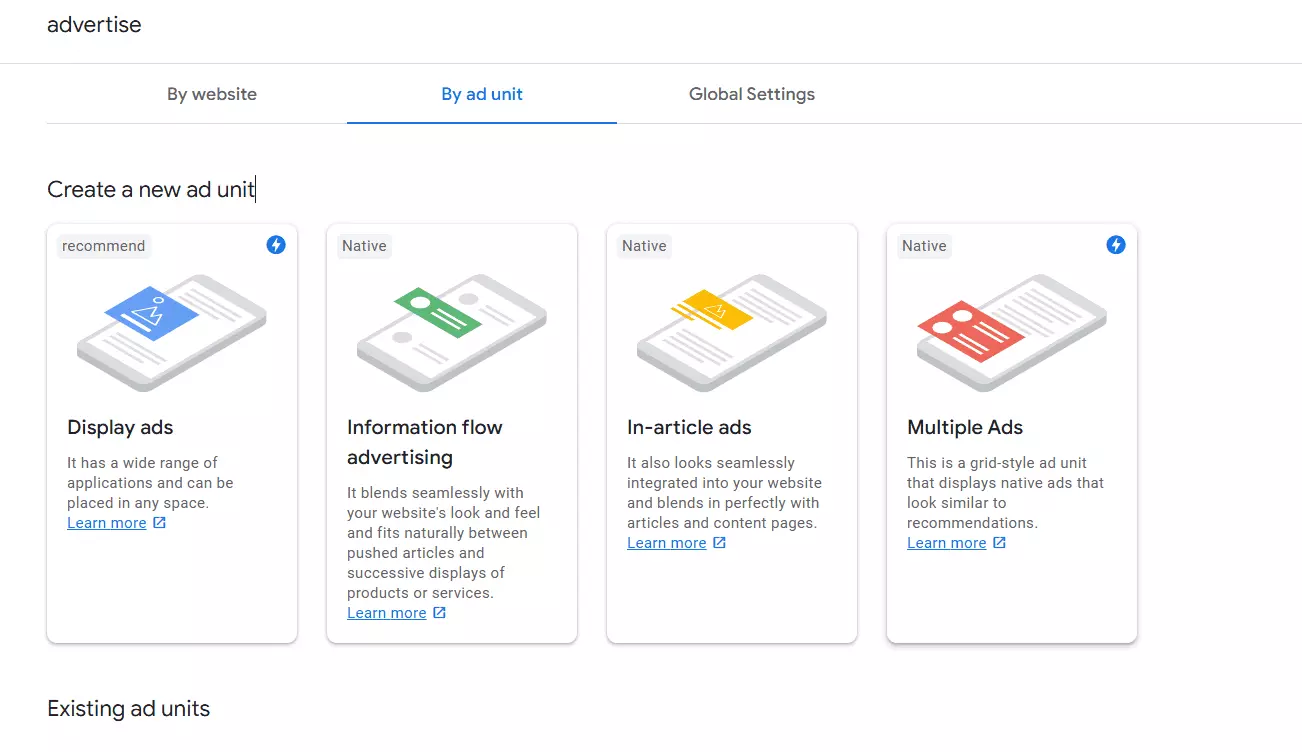 advertise
By website
By ad unit
Global Settings
Create a new ad unit
recommend
Display ads
It has a wide range of
applications and can be
placed in any space.
Learn more
Native
Information flow
advertising
It blends seamlessly with
your website's look and feel
and fits naturally between
pushed articles and
successive displays of
products or services.
Learn more
Native
In-article ads
It also looks seamlessly
integrated into your website
and blends in perfectly with
articles and content pages.
Learn more
Native
Multiple Ads
This is a grid-style ad unit
that displays native ads that
look similar to
recommendations.
Learn more
Existing ad units